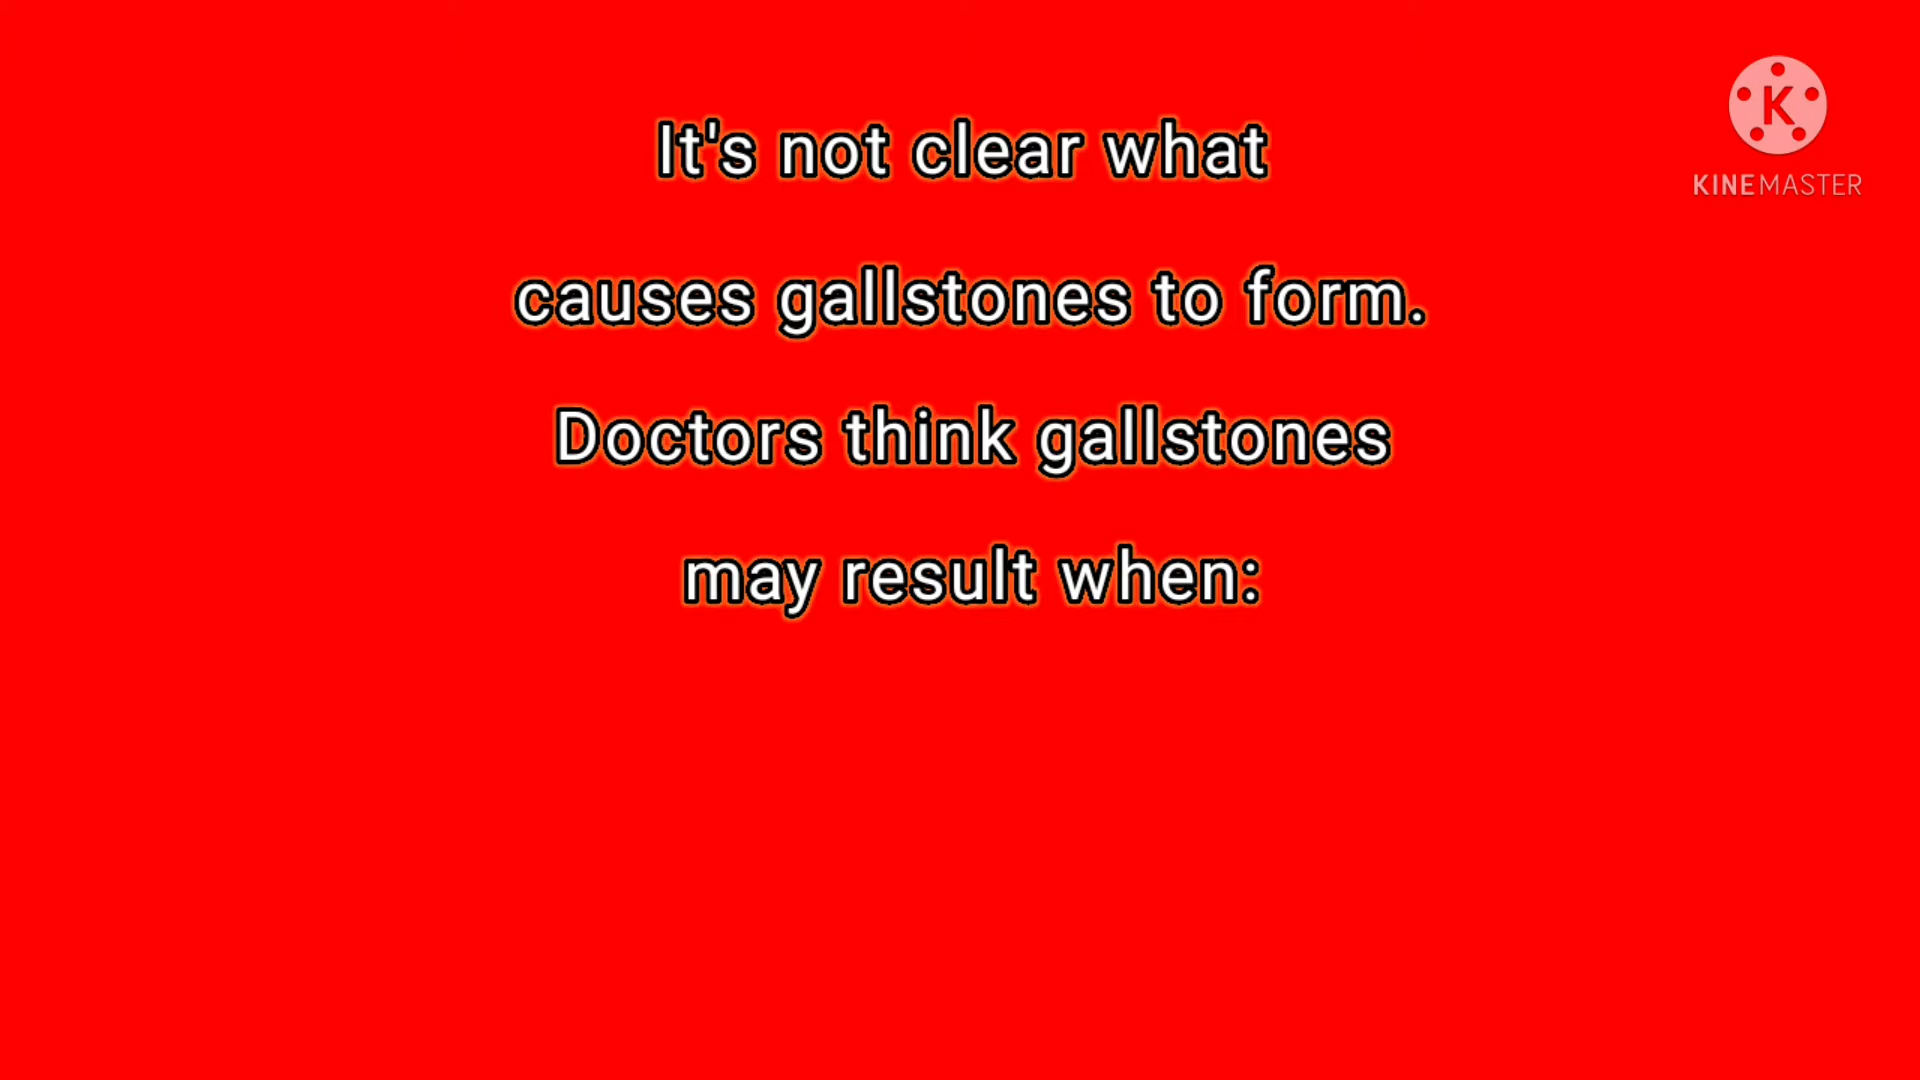 It's not clear what
causes gallstones to form.
Doctors think gallstones
may result when:
K
KINEMASTER